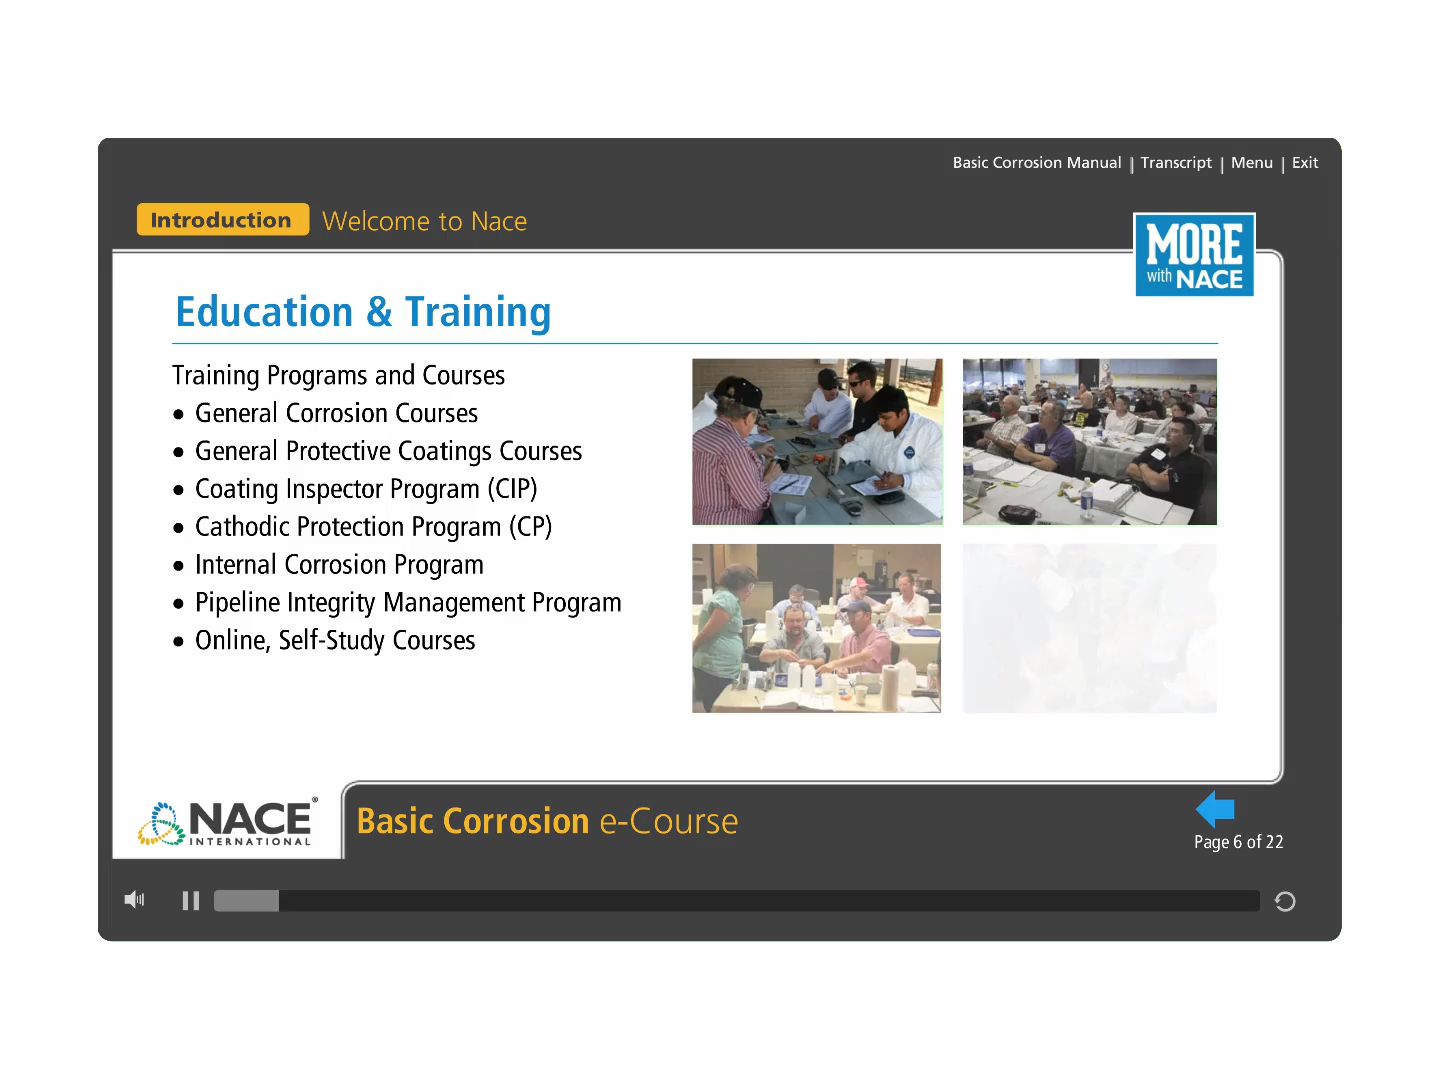 Basic Corrosion Manual | Transcript | Menu | Exit
Introduction Welcome to Nace
MORE
with NACE
Education & Training
Training Programs and Courses
• General Corrosion Courses
• General Protective Coatings Courses
• Coating Inspector Program (CIP)
• Cathodic Protection Program (CP)
• Internal Corrosion Program
• Pipeline Integrity Management Program
• Online, Self-Study Courses
NACE®
INTERNATIONAL
Basic Corrosion e-Course
Page 6 of 22